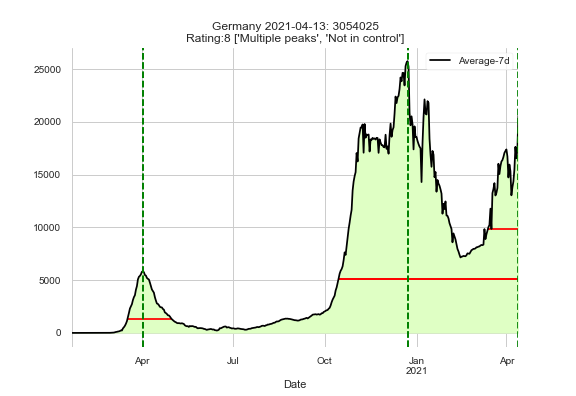 Germany 2021-04-13: 3054025
Rating:8 ['Multiple peaks', 'Not in control']
Average-7d
25000
20000
15000
10000
5000
0
Apr
Jul
Oct
Jan
2021
Apr
Date